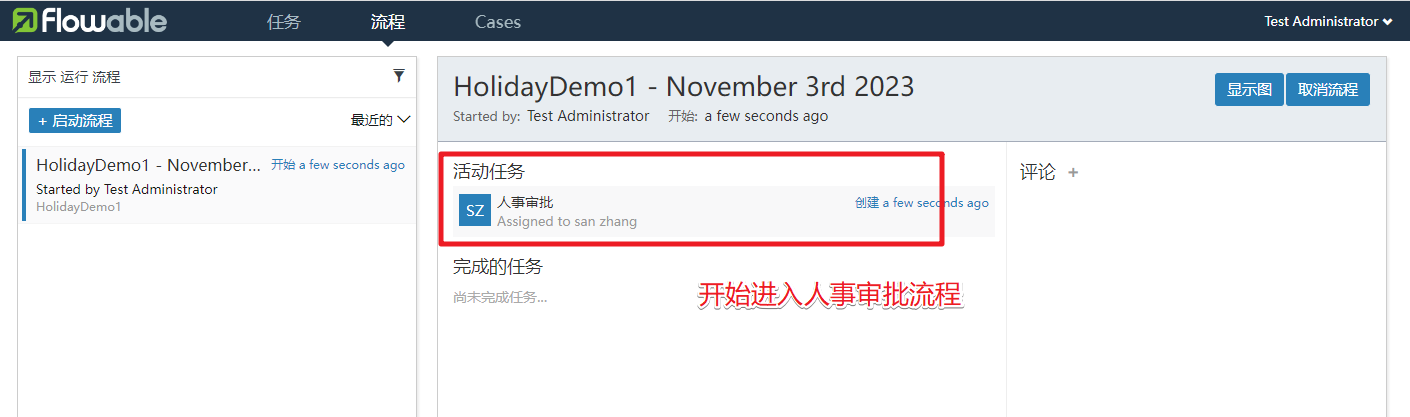 flowable 任务 流程 Cases Test Administrator
显示 运行 流程
+ 启动流程 最近的
HolidayDemo1 - November... 开始 a few seconds ago
Started by Test Administrator
HolidayDemo1
HolidayDemo1 - November 3rd 2023
Started by: Test Administrator 开始: a few seconds ago
显示图 取消流程
活动任务
SZ 人事审批 创建 a few seconds ago
Assigned to san zhang
完成的任务
尚未完成任务...
开始进入人事审批流程
评论 +